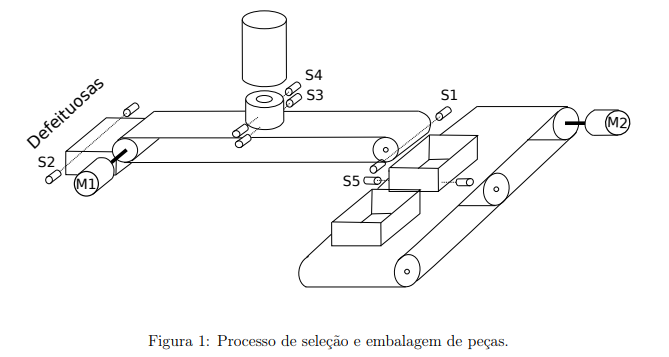 S4
S3
S1
Defeituosas
M2
S2
S5
M1
Figura 1: Processo de seleção e embalagem de peças.